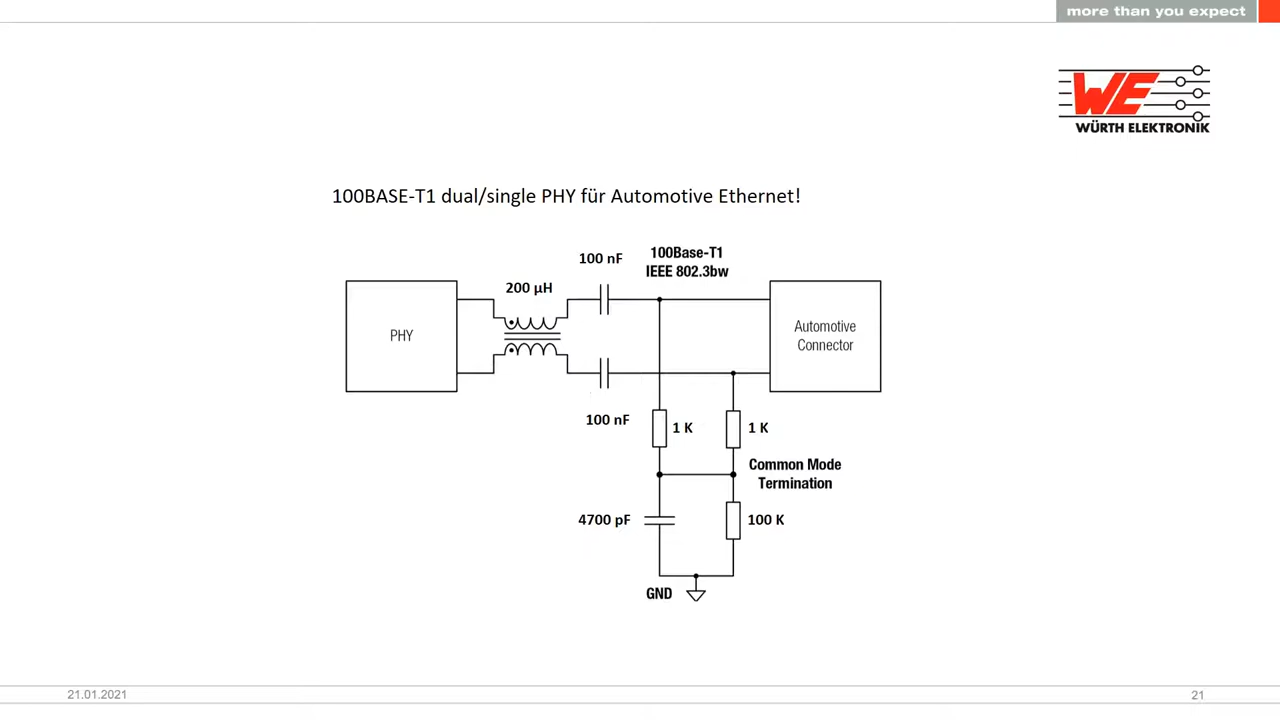 more than you expect
WE
WÜRTH ELEKTRONIK
100BASE-T1 dual/single PHY für Automotive Ethernet!
100 nF
100Base-T1
IEEE 802.3bw
200 µH
PHY
Automotive
Connector
100 nF
1 K
1 K
Common Mode
Termination
4700 pF
100 K
GND
21.01.2021
21